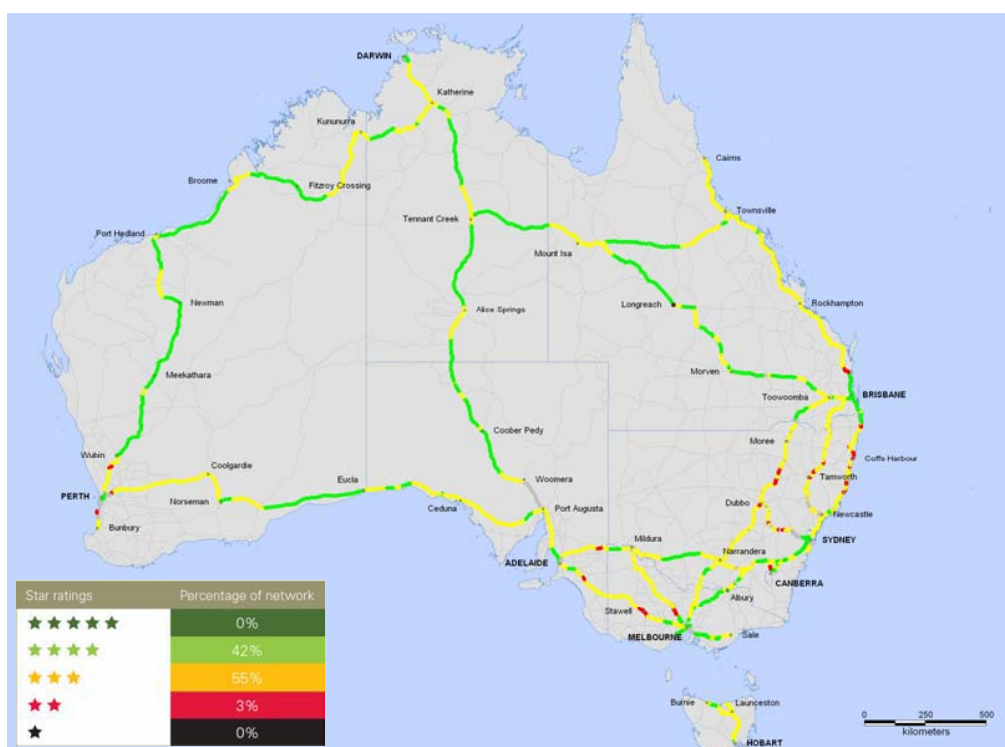 DARWIN
Katherine
Kununurra
Cairns
Broome
Fitzroy Crossing
Townsville
Tennant Creek
Port Hedland
Mount Isa
Newman
Longreach
Rockhampton
Alice Springs
Meekathara
Morven
BRISBANE
Toowoomba
Coober Pedy
Moree
Wubin
Coolgardie
Coffs Harbour
Eucla
Woomera
Tamworth
PERTH
Norseman
Dubbo
Ceduna
Port Augusta
Newcastle
Bunbury
Mildura
SYDNEY
Narrandera
ADELAIDE
CANBERRA
Albury
Stawell
MELBOURNE
Sale
Burnie
Launceston
HOBART
Star ratings Percentage of network
0%
42%
55%
3%
0%
0 250 500
kilometers